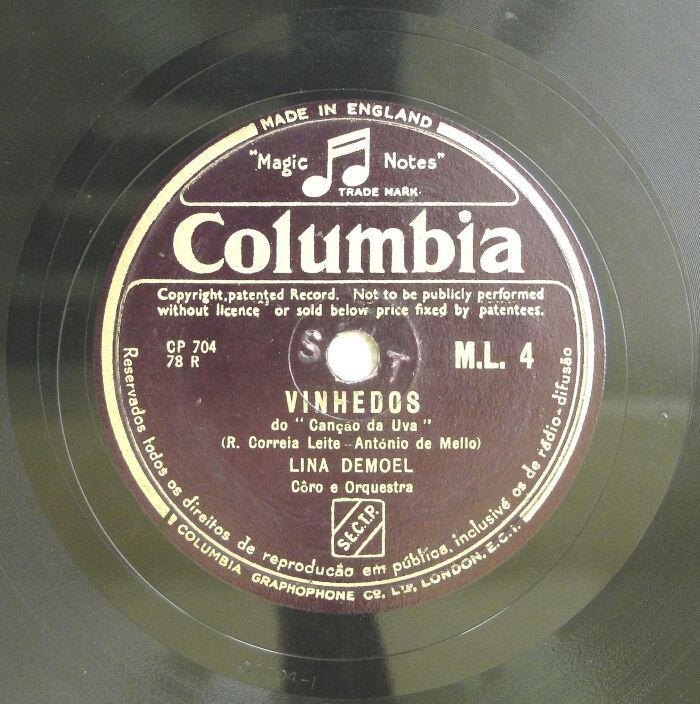 MADE IN ENGLAND
"Magic Notes"
TRADE MARK.
Columbia
Copyright, patented Record. Not to be publicly performed
without licence or sold below price fixed by patentees.
CP 704
78 R
M.L. 4
S T
VINHEDOS
do "Canção da Uva"
(R. Correia Leite - António de Mello)
LINA DEMOEL
Côro e Orquestra
S.E.C.T.P.
Reservados todos os direitos de reprodução em pública, inclusivé os de rádio-difusão
COLUMBIA GRAPHOPHONE Co. LTD, LONDON, E.C.1.